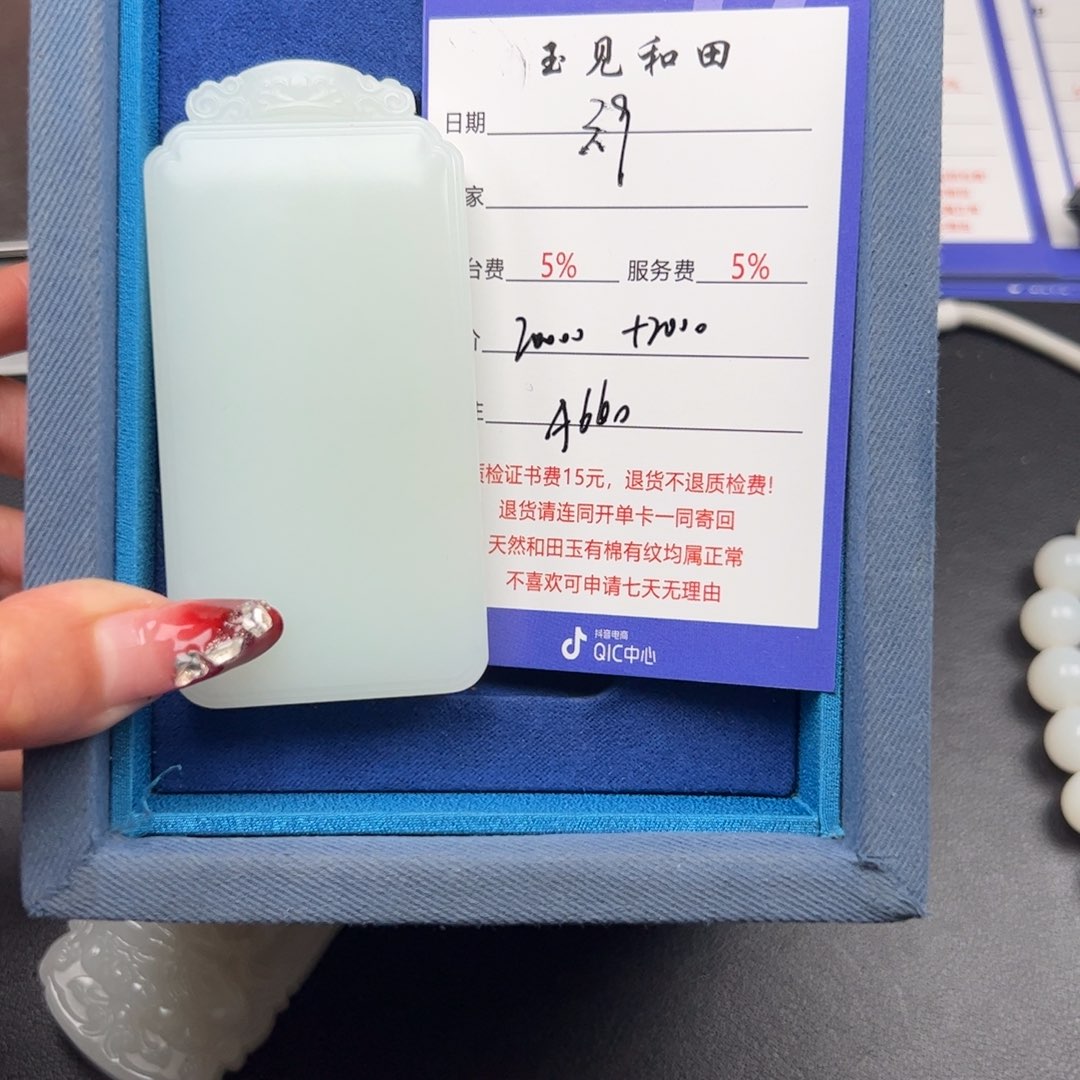 玉见和田
日期
家
台费 5% 服务费 5%
20000 +2000
A660
质检证书费15元，退货不退质检费!
退货请连同开单卡一同寄回
天然和田玉有棉有纹均属正常
不喜欢可申请七天无理由
抖音电商
QIC中心